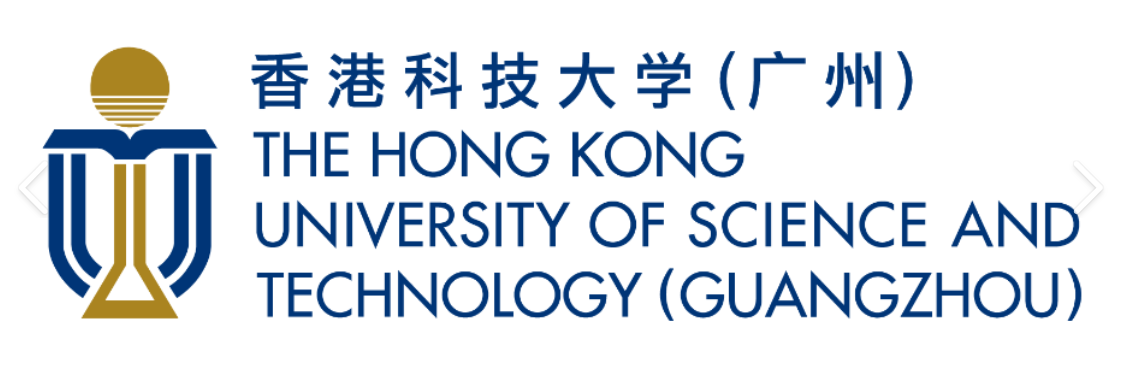 香港科技大学(广州)
THE HONG KONG
UNIVERSITY OF SCIENCE AND
TECHNOLOGY (GUANGZHOU)